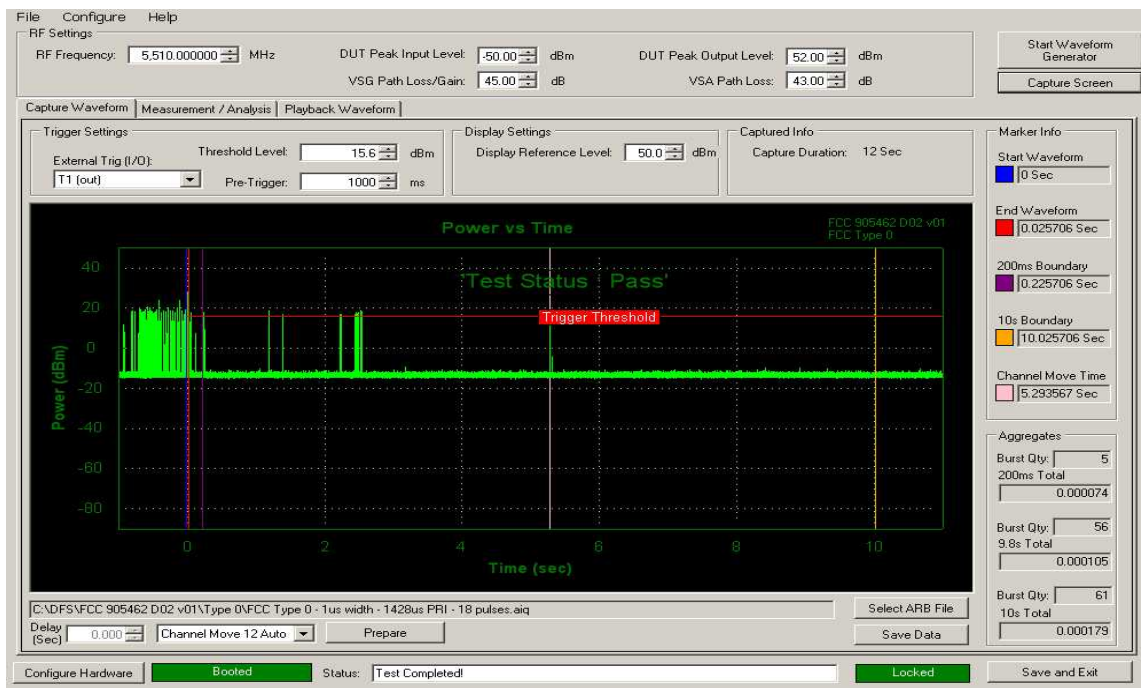 File Configure Help
RF Settings
RF Frequency: 5,510.000000 MHz DUT Peak Input Level: -50.00 dBm DUT Peak Output Level: 52.00 dBm
VSG Path Loss/Gain: 45.00 dB VSA Path Loss: 43.00 dB
Start Waveform
Generator
Capture Screen
Capture Waveform Measurement / Analysis Playback Waveform
Trigger Settings
External Trig (I/O):
T1 (out)
Threshold Level: 15.6 dBm
Pre-Trigger: 1000 ms
Display Settings
Display Reference Level: 50.0 dBm
Captured Info
Capture Duration: 12 Sec
Marker Info
Start Waveform
0 Sec
End Waveform
0.025706 Sec
200ms Boundary
0.225706 Sec
10s Boundary
10.025706 Sec
Channel Move Time
5.293567 Sec
Power vs Time
FCC 905462 D02 v01
FCC Type 0
'Test Status : Pass'
Trigger Threshold
Power (dBm)
40
20
0
-20
-40
-60
-80
0 2 4 6 8 10
Time (sec)
Aggregates
Burst Qty: 5
200ms Total
0.000074
Burst Qty: 56
9.8s Total
0.000105
Burst Qty: 61
10s Total
0.000179
C:\DFS\FCC 905462 D02 v01\Type 0\FCC Type 0 - 1us width - 1428us PRI - 18 pulses.aiq
Select ARB File
Delay
(Sec) 0.000 Channel Move 12 Auto Prepare
Save Data
Configure Hardware Booted Status: Test Completed! Locked Save and Exit